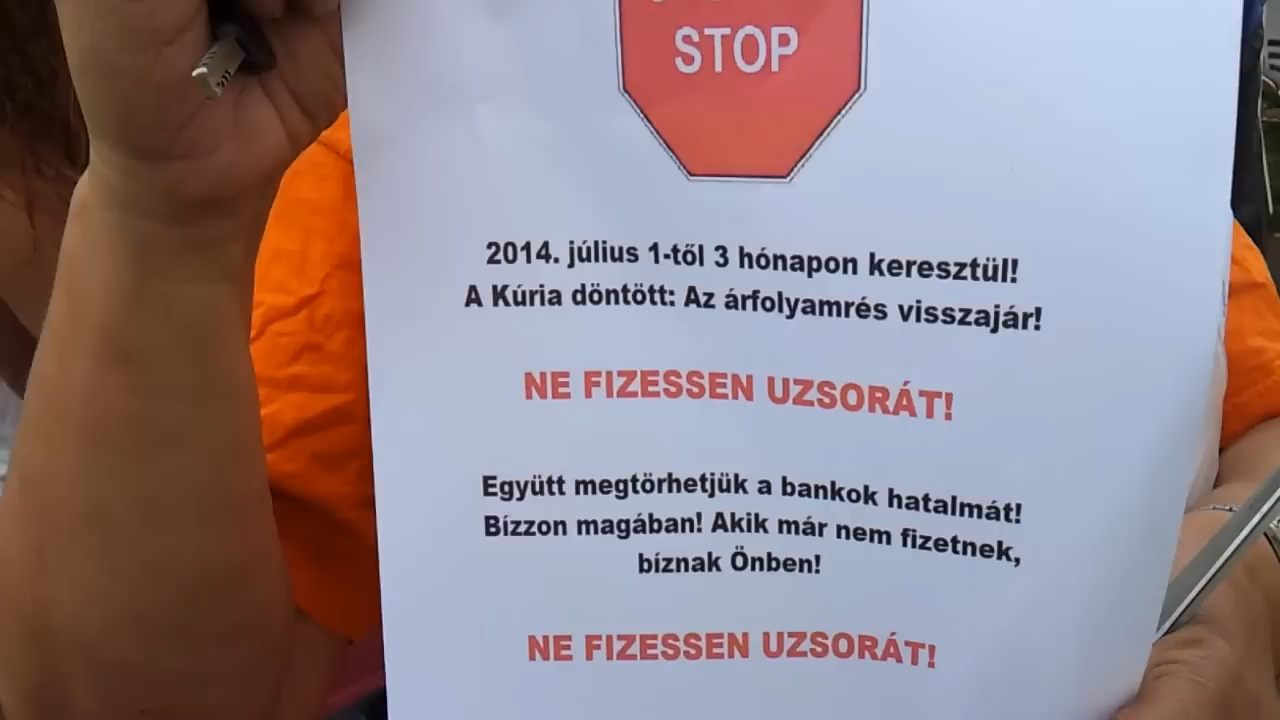 STOP
2014. július 1-től 3 hónapon keresztül!
A Kúria döntött: Az árfolyamrés visszajár!
NE FIZESSEN UZSORÁT!
Együtt megtörhetjük a bankok hatalmát!
Bízzon magában! Akik már nem fizetnek,
bíznak Önben!
NE FIZESSEN UZSORÁT!